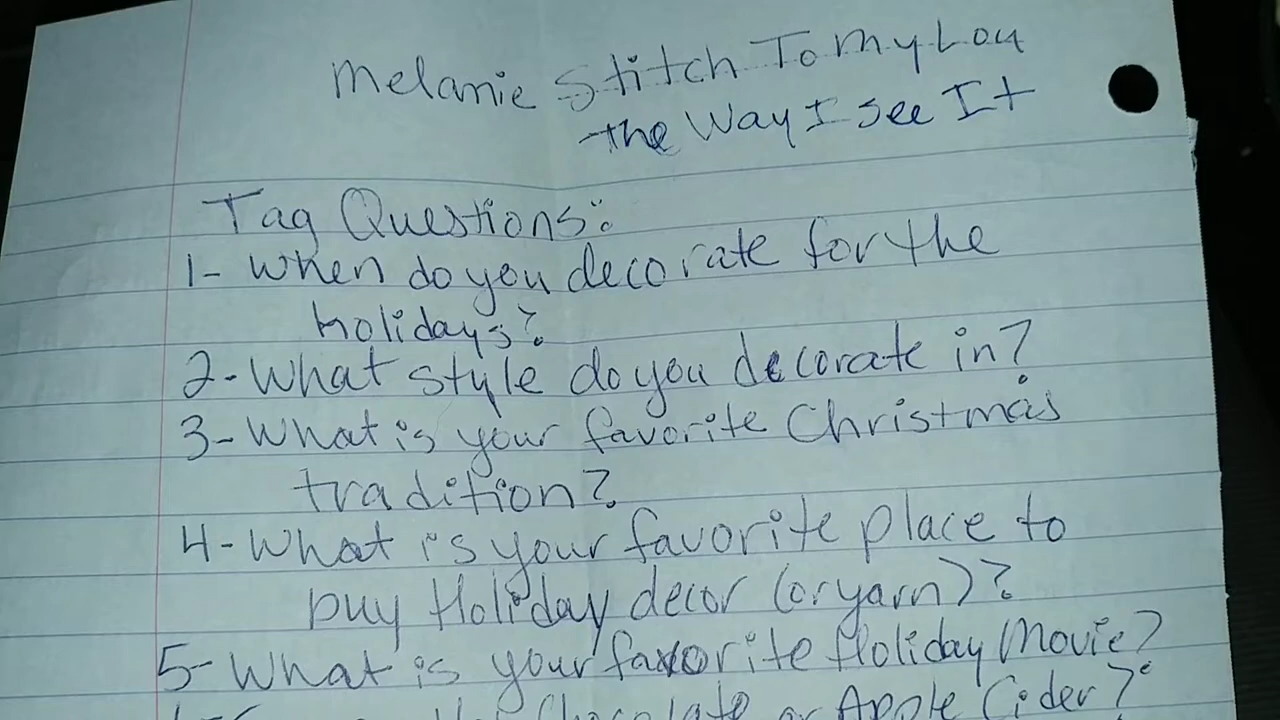 Melanie Stitch To My Lou
the Way I see It
Tag Questions:
1- When do you decorate for the
holidays?
2- What style do you decorate in?
3- What is your favorite Christmas
tradition?
4- What is your favorite place to
buy Holiday decor (or yarn)?
5- What is your favorite Holiday Movie?
Chocolate or Apple Cider?